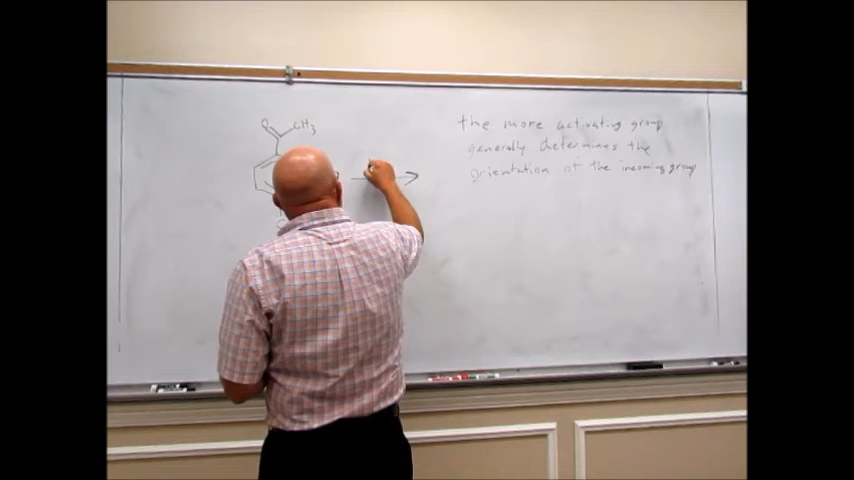 O CH3
the more activating group
generally determines the
orientation of the incoming group